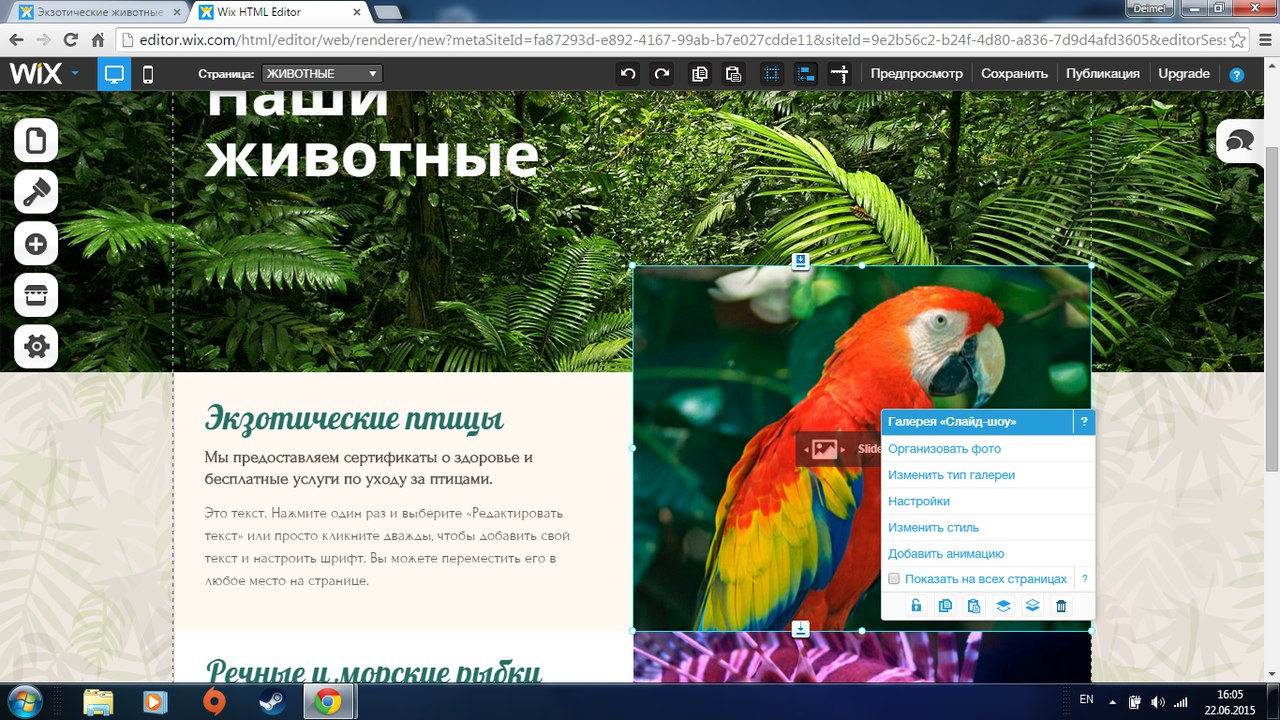 Экзотические животные
Wix HTML Editor
Deimel
editor.wix.com/html/editor/web/renderer/new?metaSiteId=fa87293d-e892-4167-99ab-b7e027cdde11&siteId=9e2b56c2-b24f-4d80-a836-7d9d4afd3605&editorSess
WiX
Страница:
ЖИВОТНЫЕ
Предпросмотр
Сохранить
Публикация
Upgrade
?
Наши
животные
Экзотические птицы
Мы предоставляем сертификаты о здоровье и
бесплатные услуги по уходу за птицами.
Это текст. Нажмите один раз и выберите «Редактировать
текст» или просто кликните дважды, чтобы добавить свой
текст и настроить шрифт. Вы можете переместить его в
любое место на странице.
Slide
Галерея «Слайд-шоу»
?
Организовать фото
Изменить тип галереи
Настройки
Изменить стиль
Добавить анимацию
Показать на всех страницах
?
Речные и морские рыбки
EN
16:05
22.06.2015